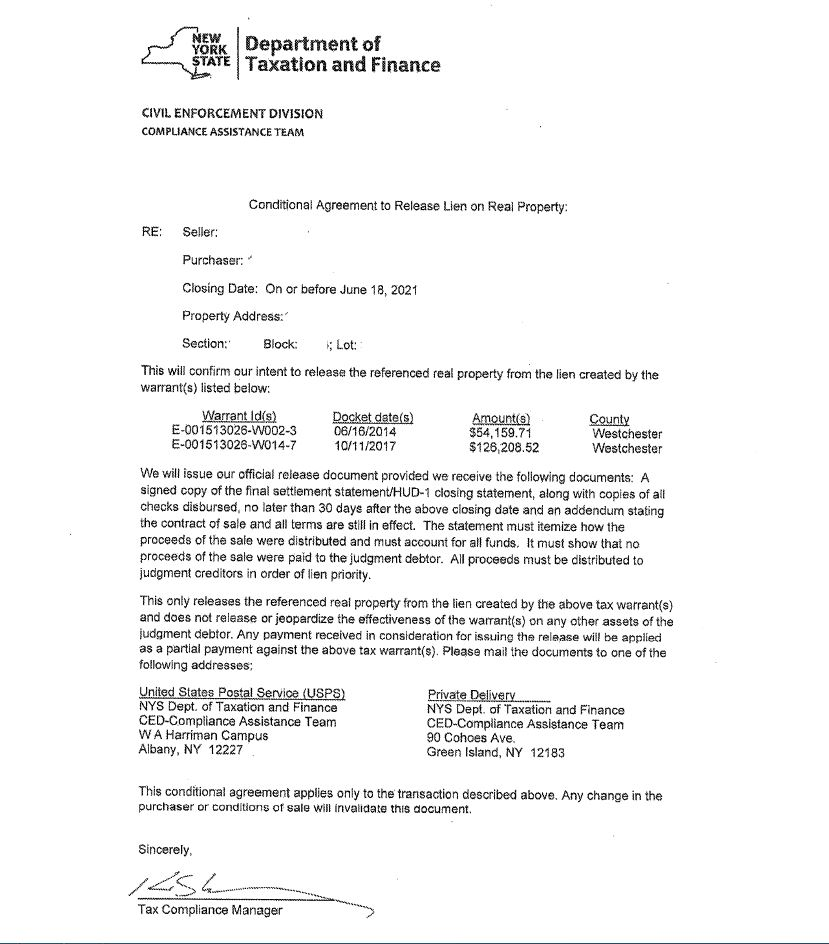 NEW
YORK
STATE
Department of
Taxation and Finance
CIVIL ENFORCEMENT DIVISION
COMPLIANCE ASSISTANCE TEAM
Conditional Agreement to Release Lien on Real Property:
RE: Seller:
Purchaser:
Closing Date: On or before June 18, 2021
Property Address:
Section: Block: ; Lot:
This will confirm our intent to release the referenced real property from the lien created by the
warrant(s) listed below:
Warrant Id(s) Docket date(s) Amount(s) County
E-001513026-W002-3 06/16/2014 $54,159.71 Westchester
E-001513026-W014-7 10/11/2017 $126,208.52 Westchester
We will issue our official release document provided we receive the following documents: A
signed copy of the final settlement statement/HUD-1 closing statement, along with copies of all
checks disbursed, no later than 30 days after the above closing date and an addendum stating
the contract of sale and all terms are still in effect. The statement must itemize how the
proceeds of the sale were distributed and must account for all funds. It must show that no
proceeds of the sale were paid to the judgment debtor. All proceeds must be distributed to
judgment creditors in order of lien priority.
This only releases the referenced real property from the lien created by the above tax warrant(s)
and does not release or jeopardize the effectiveness of the warrant(s) on any other assets of the
judgment debtor. Any payment received in consideration for issuing the release will be applied
as a partial payment against the above tax warrant(s). Please mail the documents to one of the
following addresses:
United States Postal Service (USPS)
NYS Dept. of Taxation and Finance
CED-Compliance Assistance Team
W A Harriman Campus
Albany, NY 12227
Private Delivery
NYS Dept. of Taxation and Finance
CED-Compliance Assistance Team
90 Cohoes Ave.
Green Island, NY 12183
This conditional agreement applies only to the transaction described above. Any change in the
purchaser or conditions of sale will invalidate this document.
Sincerely,
Tax Compliance Manager